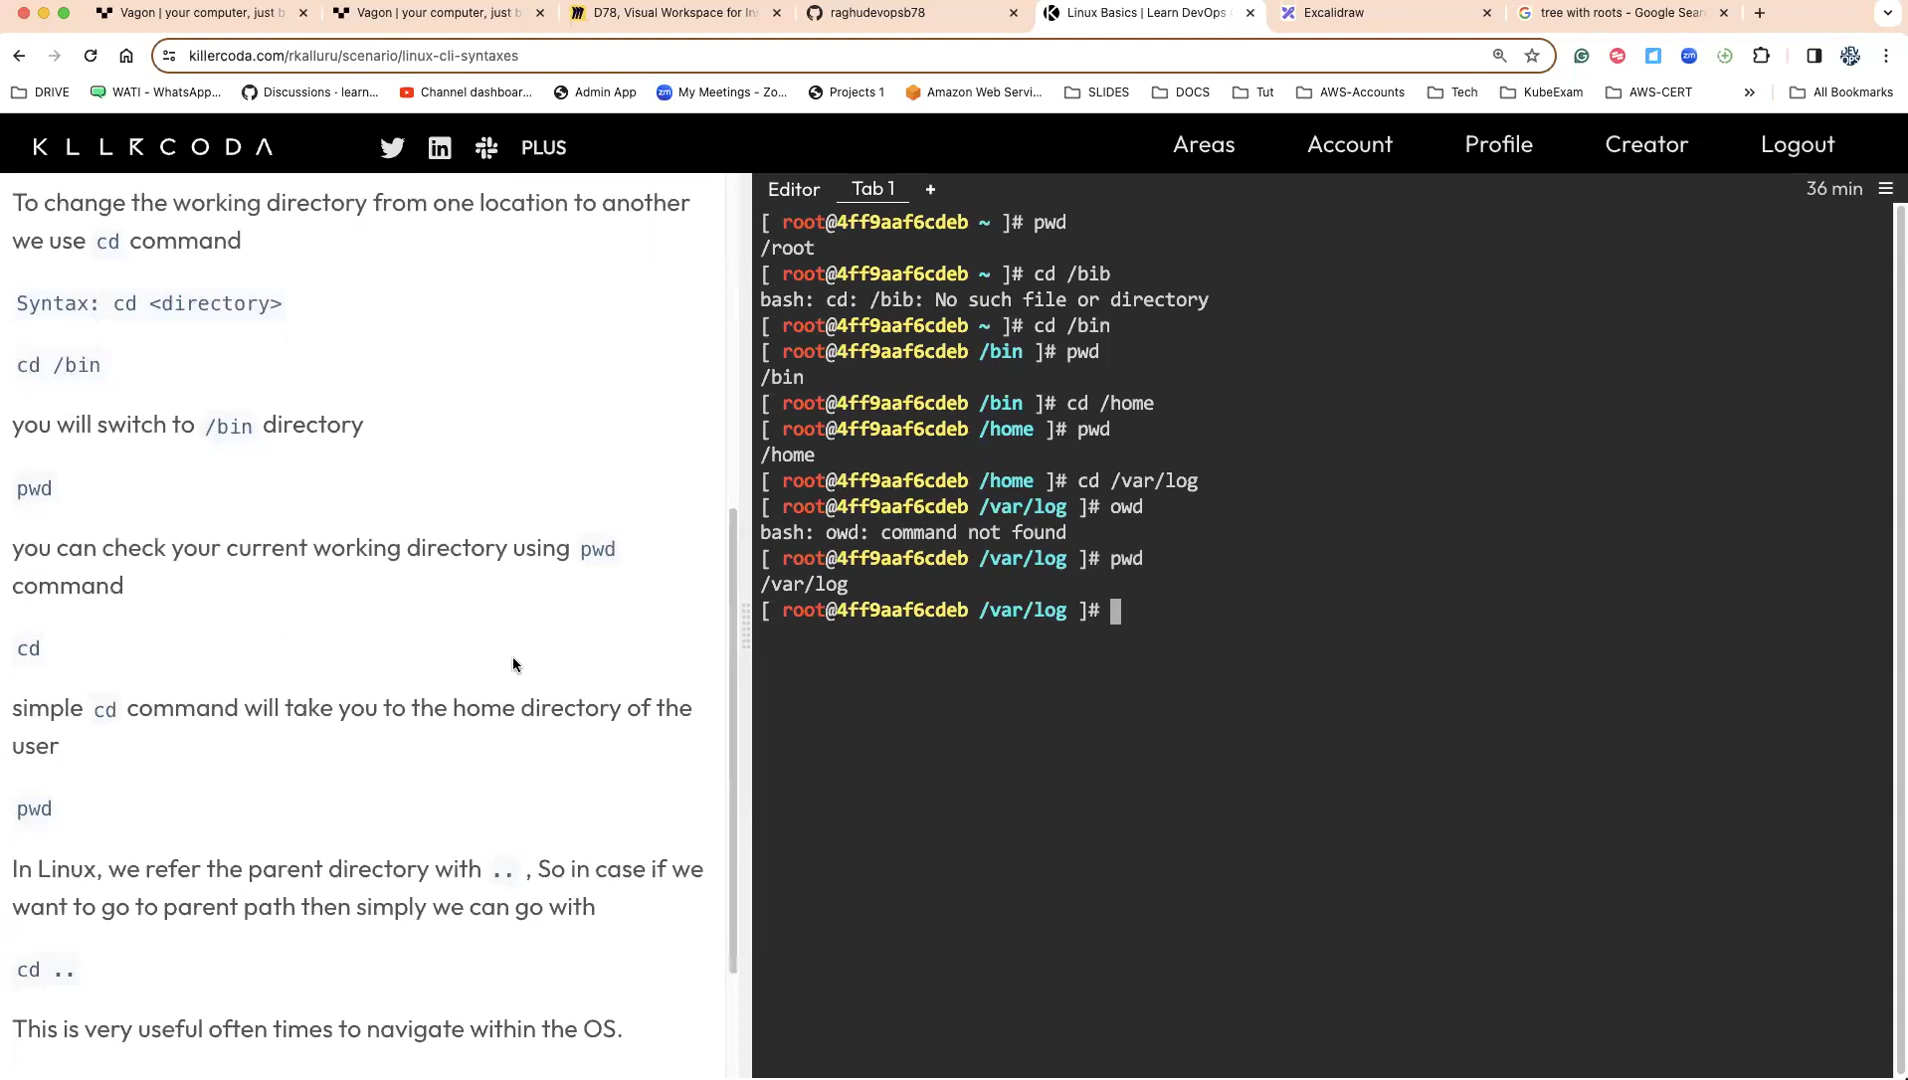 Vagon | your computer, just b
Vagon | your computer, just b
D78, Visual Workspace for In
raghudevopsb78
Linux Basics | Learn DevOps
Excalidraw
tree with roots - Google Sear
killercoda.com/rkalluru/scenario/linux-cli-syntaxes
DRIVE
WATI - WhatsApp...
Discussions · learn...
Channel dashboar...
Admin App
My Meetings - Zo...
Projects 1
Amazon Web Servi...
SLIDES
DOCS
Tut
AWS-Accounts
Tech
KubeExam
AWS-CERT
»
All Bookmarks
KLLRCODA
PLUS
Areas
Account
Profile
Creator
Logout
To change the working directory from one location to another
we use cd command
Syntax: cd <directory>
cd /bin
you will switch to /bin directory
pwd
you can check your current working directory using pwd
command
cd
simple cd command will take you to the home directory of the
user
pwd
In Linux, we refer the parent directory with .. , So in case if we
want to go to parent path then simply we can go with
cd ..
This is very useful often times to navigate within the OS.
Editor
Tab 1
+
36 min
[ root@4ff9aaf6cdeb ~ ]# pwd
/root
[ root@4ff9aaf6cdeb ~ ]# cd /bib
bash: cd: /bib: No such file or directory
[ root@4ff9aaf6cdeb ~ ]# cd /bin
[ root@4ff9aaf6cdeb /bin ]# pwd
/bin
[ root@4ff9aaf6cdeb /bin ]# cd /home
[ root@4ff9aaf6cdeb /home ]# pwd
/home
[ root@4ff9aaf6cdeb /home ]# cd /var/log
[ root@4ff9aaf6cdeb /var/log ]# owd
bash: owd: command not found
[ root@4ff9aaf6cdeb /var/log ]# pwd
/var/log
[ root@4ff9aaf6cdeb /var/log ]#